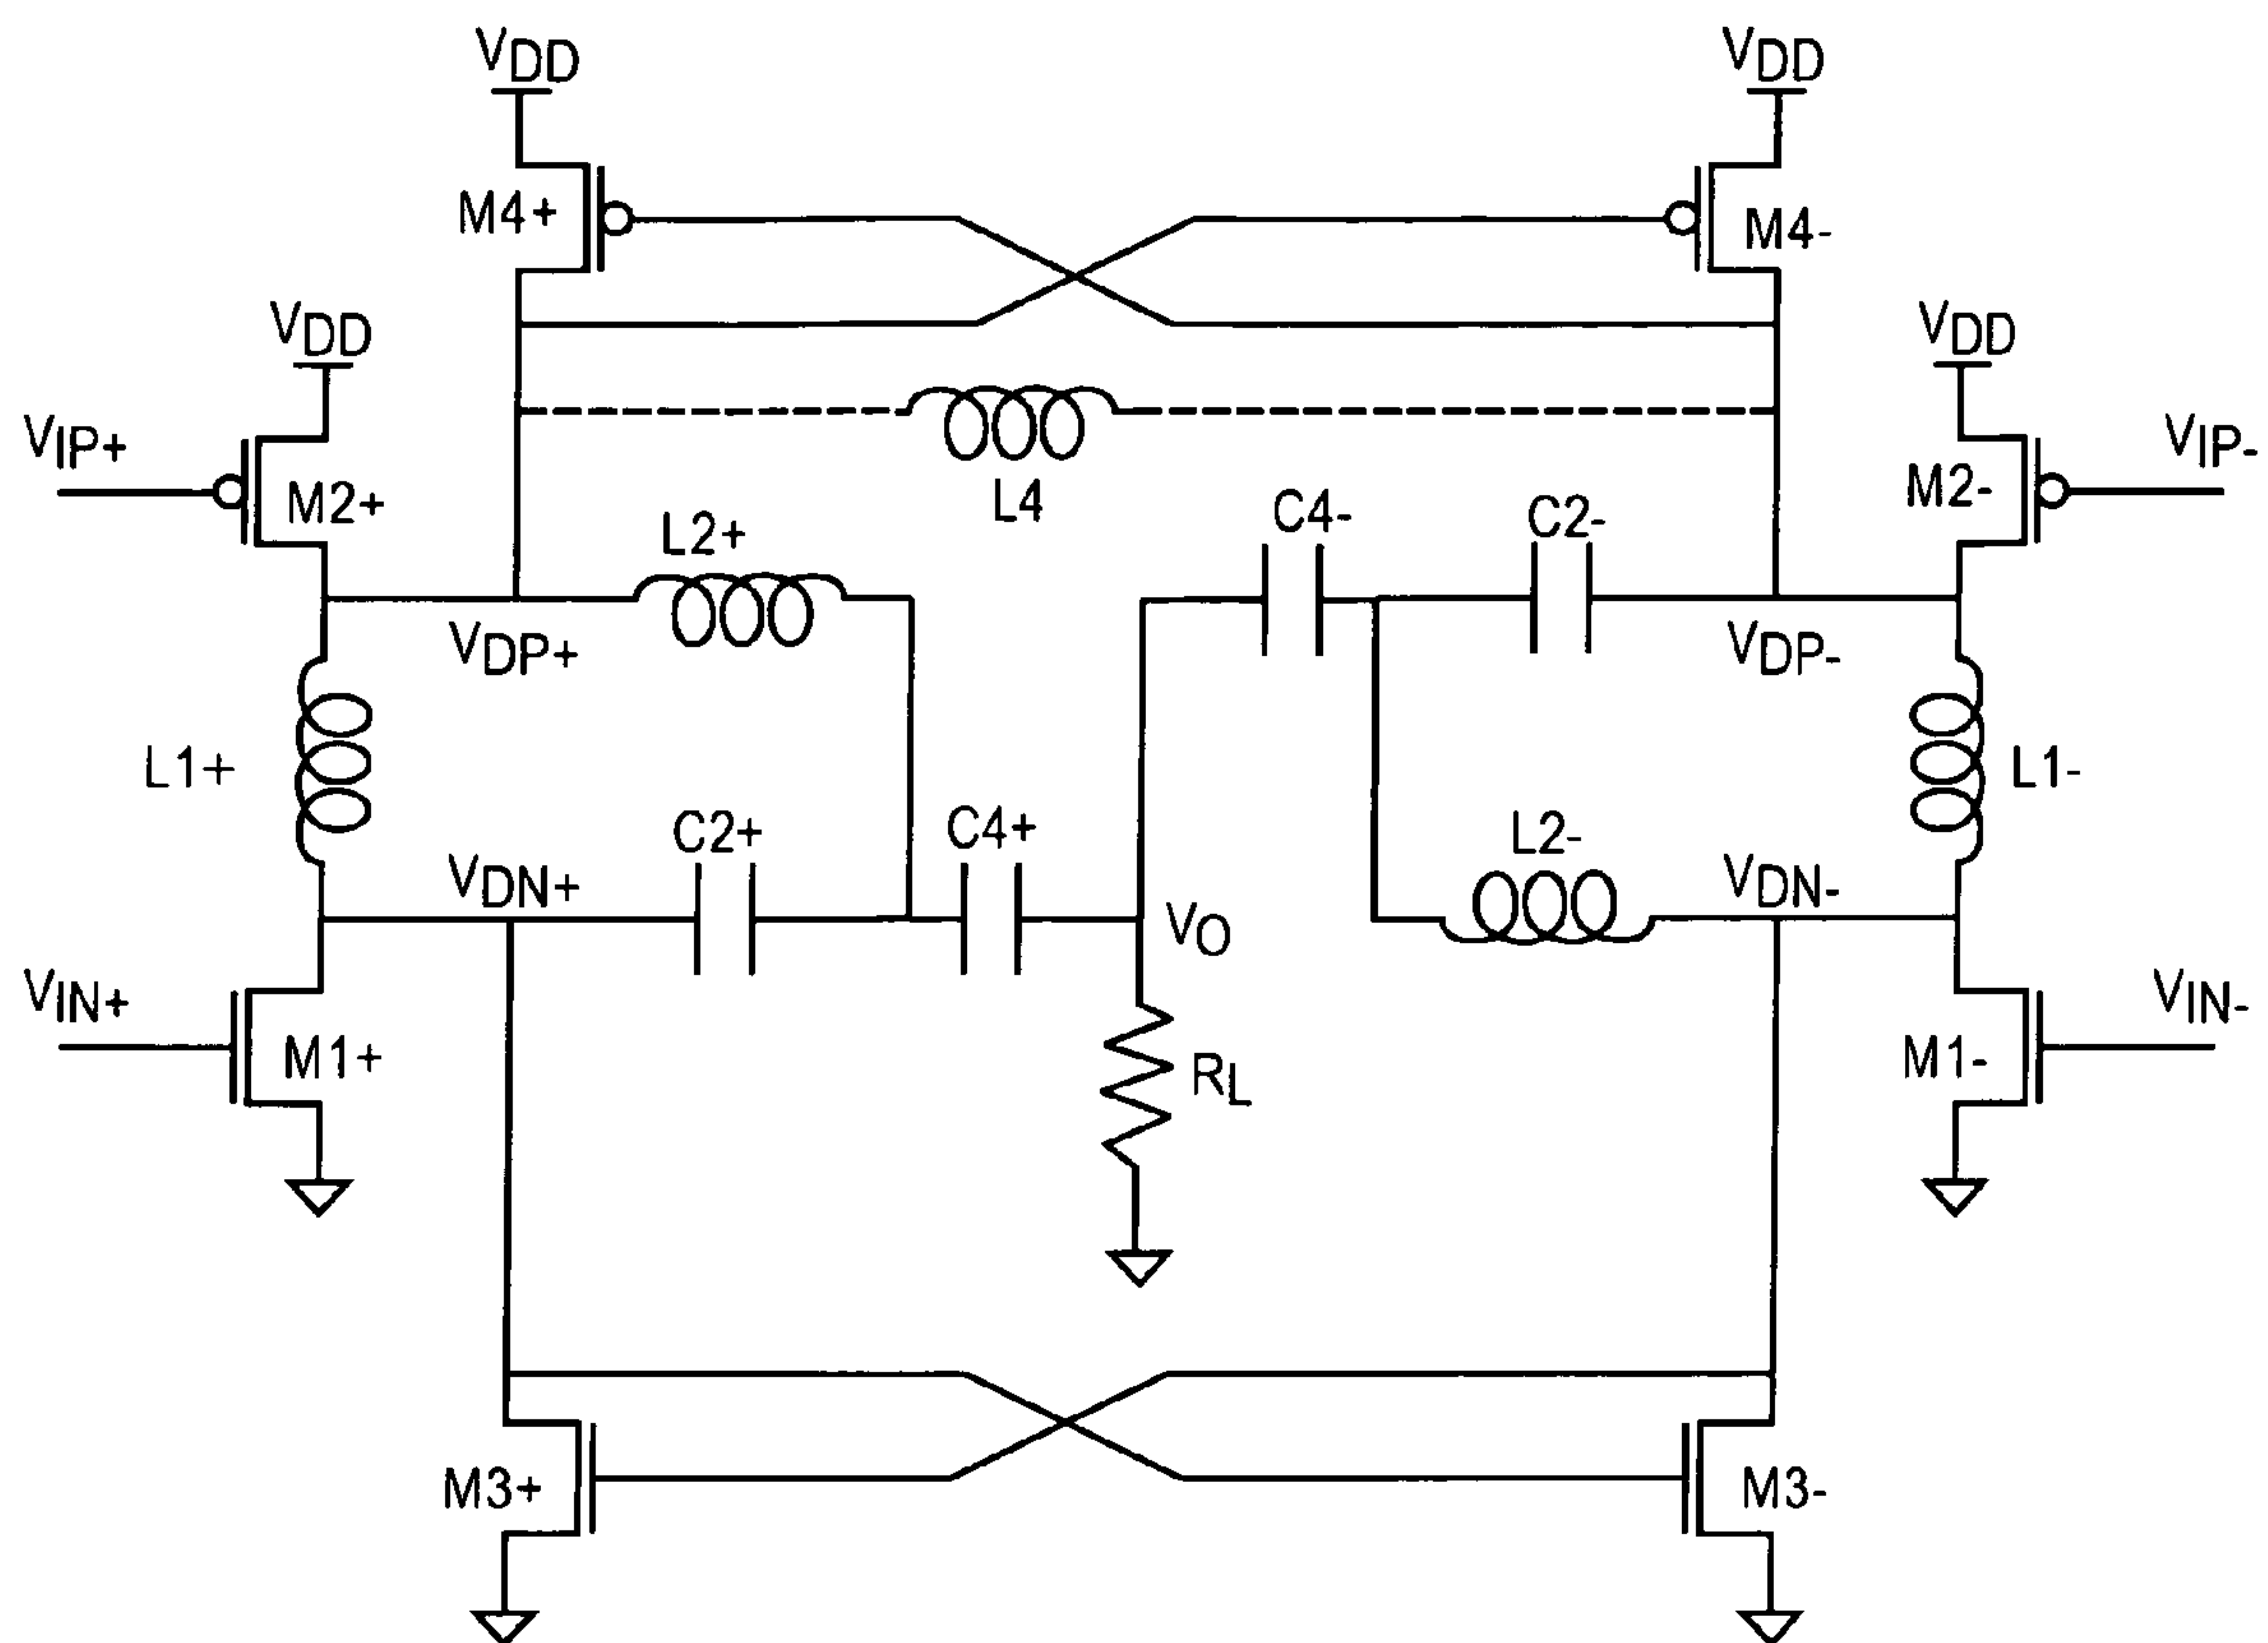 VDD
VDD
M4+
M4-
VDD
VDD
VIP+
VIP-
M2+
L4
C4-
C2-
M2-
L2+
VDP+
VDP-
L1+
L1-
C2+
C4+
L2-
VDN+
VDN-
VO
VIN+
VIN-
M1+
RL
M1-
M3+
M3-